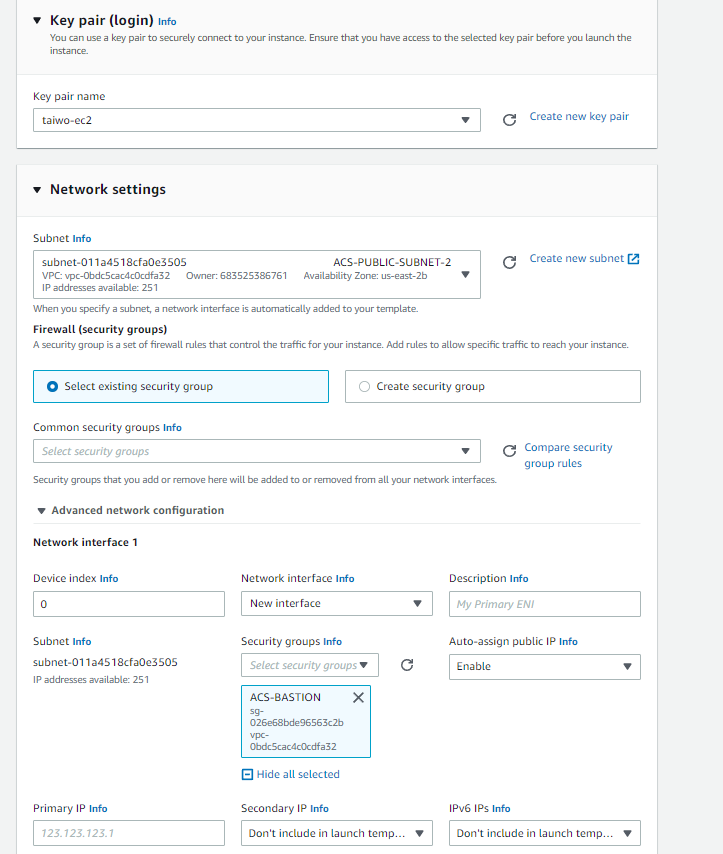 Key pair (login) Info
You can use a key pair to securely connect to your instance. Ensure that you have access to the selected key pair before you launch the
instance.
Key pair name
taiwo-ec2
Create new key pair
Network settings
Subnet Info
subnet-011a4518cfa0e3505 ACS-PUBLIC-SUBNET-2
VPC: vpc-0bdc5cac4c0cdfa32 Owner: 683525386761 Availability Zone: us-east-2b
IP addresses available: 251
Create new subnet
When you specify a subnet, a network interface is automatically added to your template.
Firewall (security groups)
A security group is a set of firewall rules that control the traffic for your instance. Add rules to allow specific traffic to reach your instance.
Select existing security group
Create security group
Common security groups Info
Select security groups
Compare security
group rules
Security groups that you add or remove here will be added to or removed from all your network interfaces.
Advanced network configuration
Network interface 1
Device index Info
Network interface Info
Description Info
0
New interface
My Primary ENI
Subnet Info
Security groups Info
Auto-assign public IP Info
subnet-011a4518cfa0e3505
IP addresses available: 251
Select security groups
Enable
ACS-BASTION
sg-
026e68bde96563c2b
vpc-
0bdc5cac4c0cdfa32
Hide all selected
Primary IP Info
Secondary IP Info
IPv6 IPs Info
123.123.123.1
Don't include in launch temp...
Don't include in launch temp...